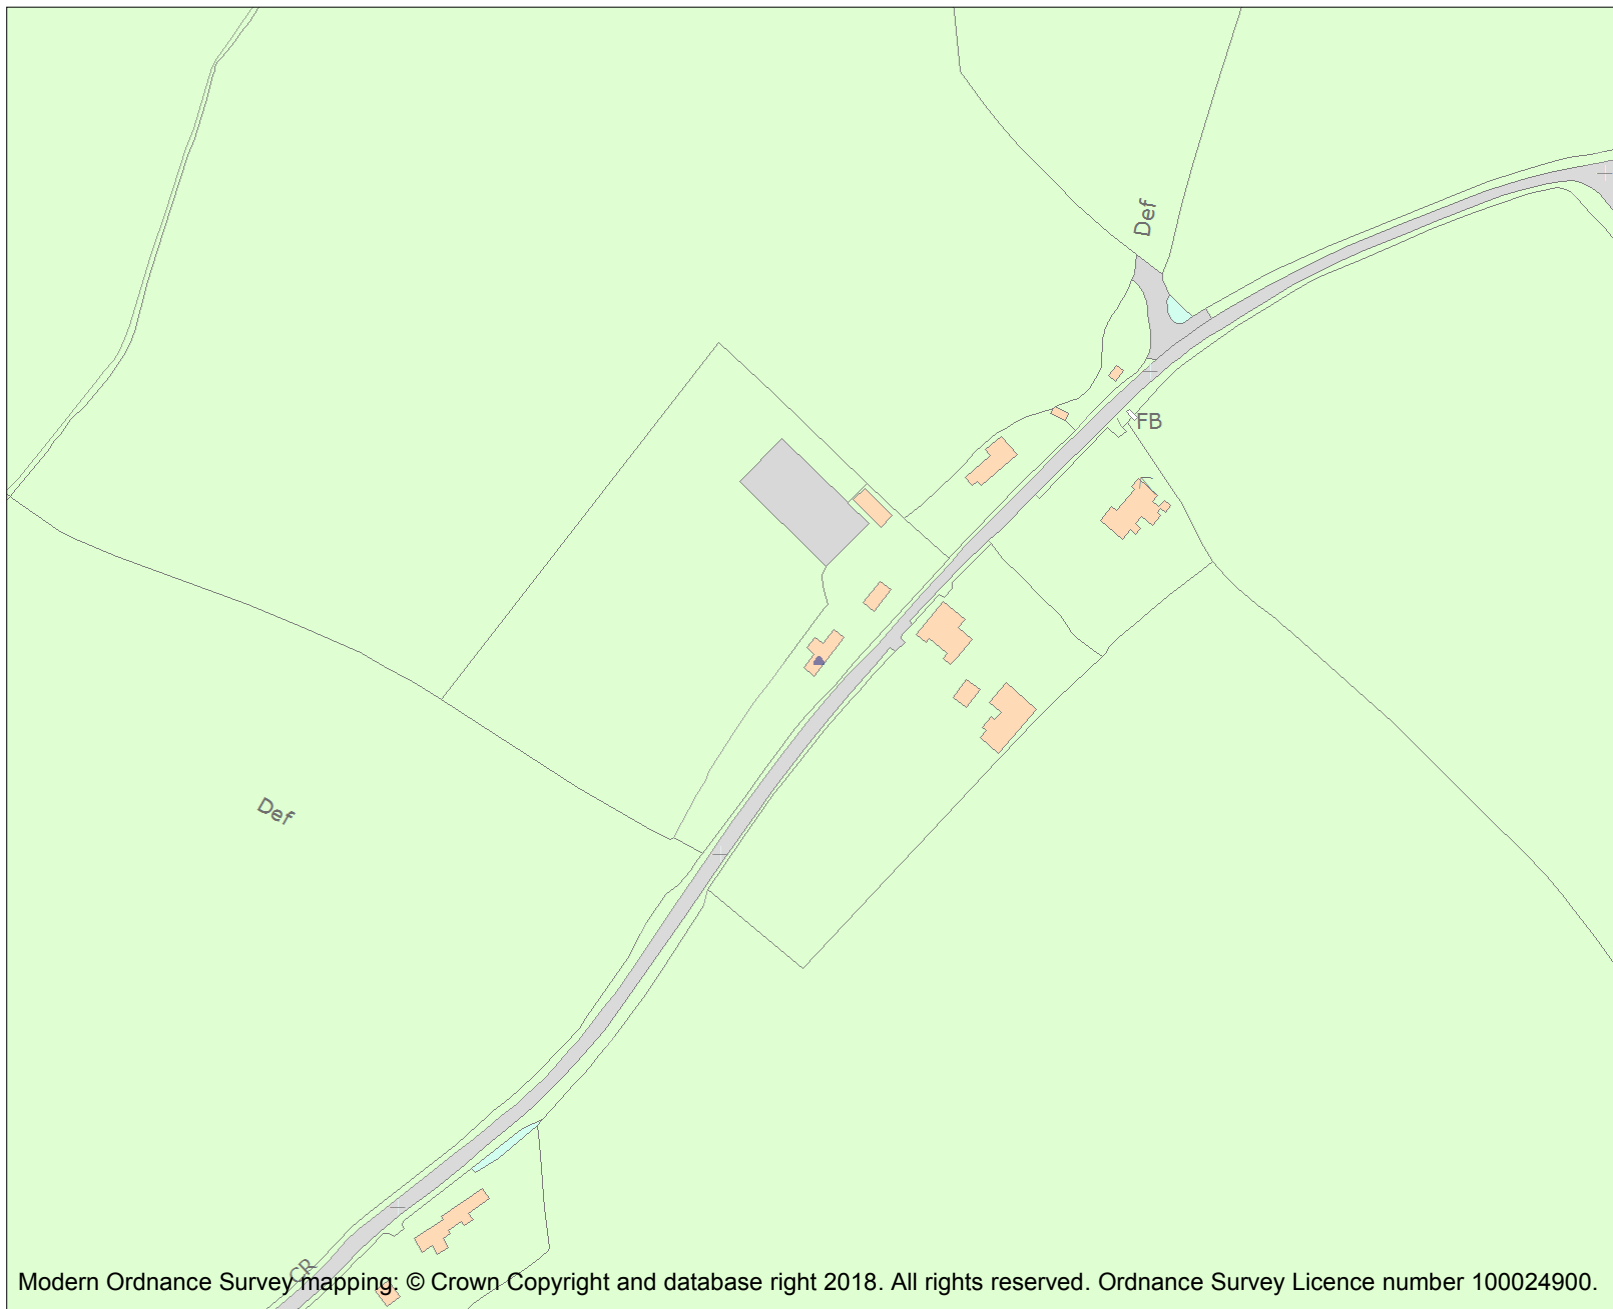 Def
FB
Def
CR
Modern Ordnance Survey mapping: © Crown Copyright and database right 2018. All rights reserved. Ordnance Survey Licence number 100024900.